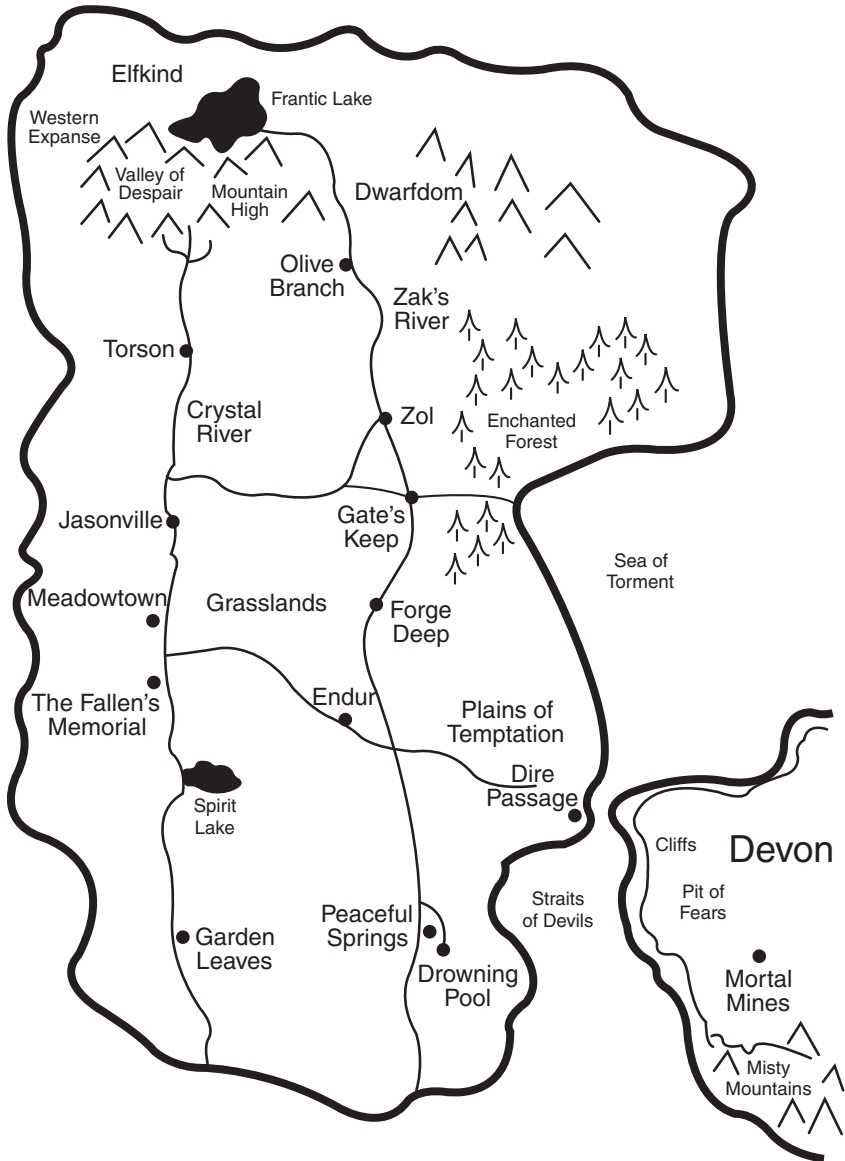 Elfkind
Frantic Lake
Western
Expanse
Valley of
Despair
Mountain
High
Dwarfdom
Olive
Branch
Zak's
River
Torson
Crystal
River
Zol
Enchanted
Forest
Jasonville
Gate's
Keep
Sea of
Torment
Meadowtown
Grasslands
Forge
Deep
The Fallen's
Memorial
Endur
Plains of
Temptation
Dire
Passage
Spirit
Lake
Cliffs
Devon
Pit of
Fears
Straits
of Devils
Peaceful
Springs
Garden
Leaves
Drowning
Pool
Mortal
Mines
Misty
Mountains